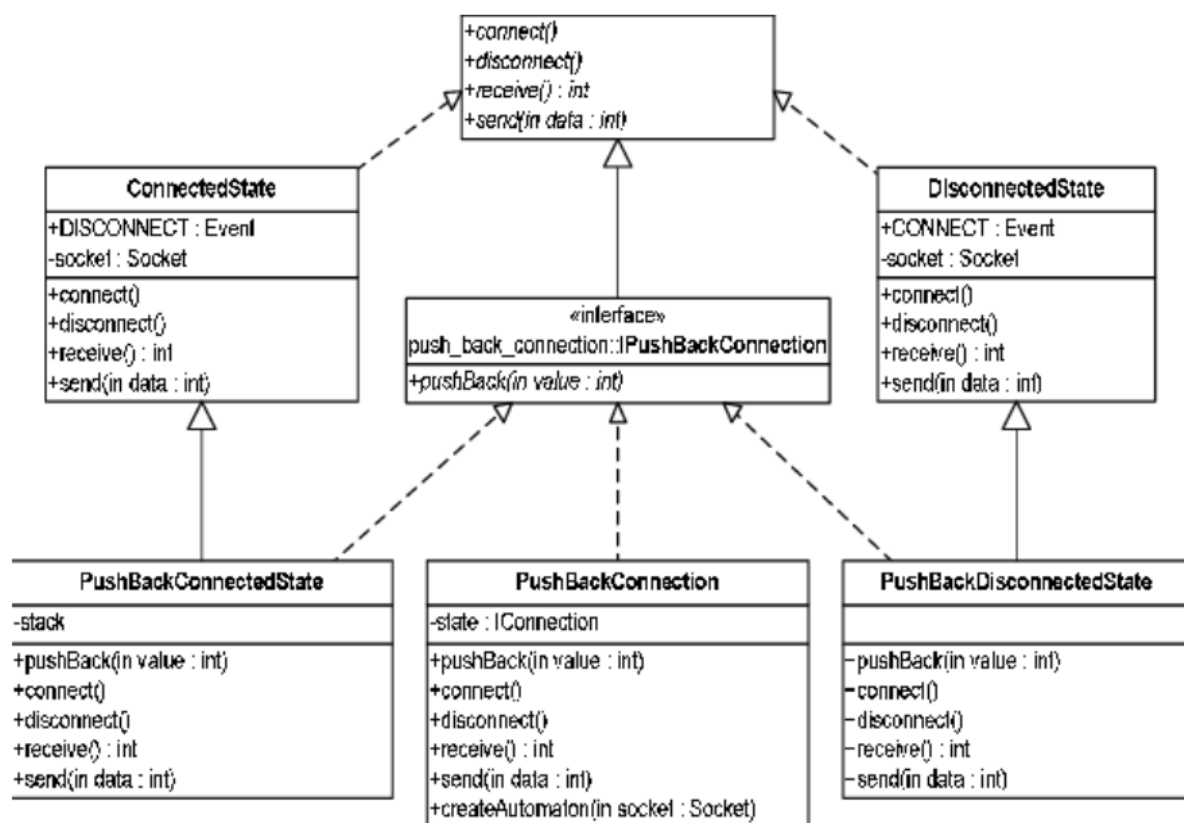 +connect()
+disconnect()
+receive() : int
+send(in data : int)
ConnectedState
+DISCONNECT : Event
-socket : Socket
+connect()
+disconnect()
+receive() : int
+send(in data : int)
DisconnectedState
+CONNECT : Event
-socket : Socket
+connect()
+disconnect()
+receive() : int
+send(in data : int)
«interface»
push_back_connection::IPushBackConnection
+pushBack(in value : int)
PushBackConnectedState
-stack
+pushBack(in value : int)
+connect()
+disconnect()
+receive() : int
+send(in data : int)
PushBackConnection
-state : IConnection
+pushBack(in value : int)
+connect()
+disconnect()
+receive() : int
+send(in data : int)
+createAutomaton(in socket : Socket)
PushBackDisconnectedState
-pushBack(in value : int)
-connect()
-disconnect()
-receive() : int
-send(in data : int)